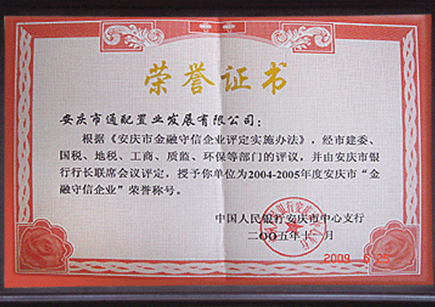 荣誉证书
安庆市通配置业发展有限公司：
根据《安庆市金融守信企业评定实施办法》，经市建委、
国税、地税、工商、质监、环保等部门的评议，并由安庆市银
行行长联席会议评定，授予你单位为2004-2005年度安庆市“金
融守信企业”荣誉称号。
中国人民银行安庆市中心支行
二〇〇五年十一月
2009 6 25